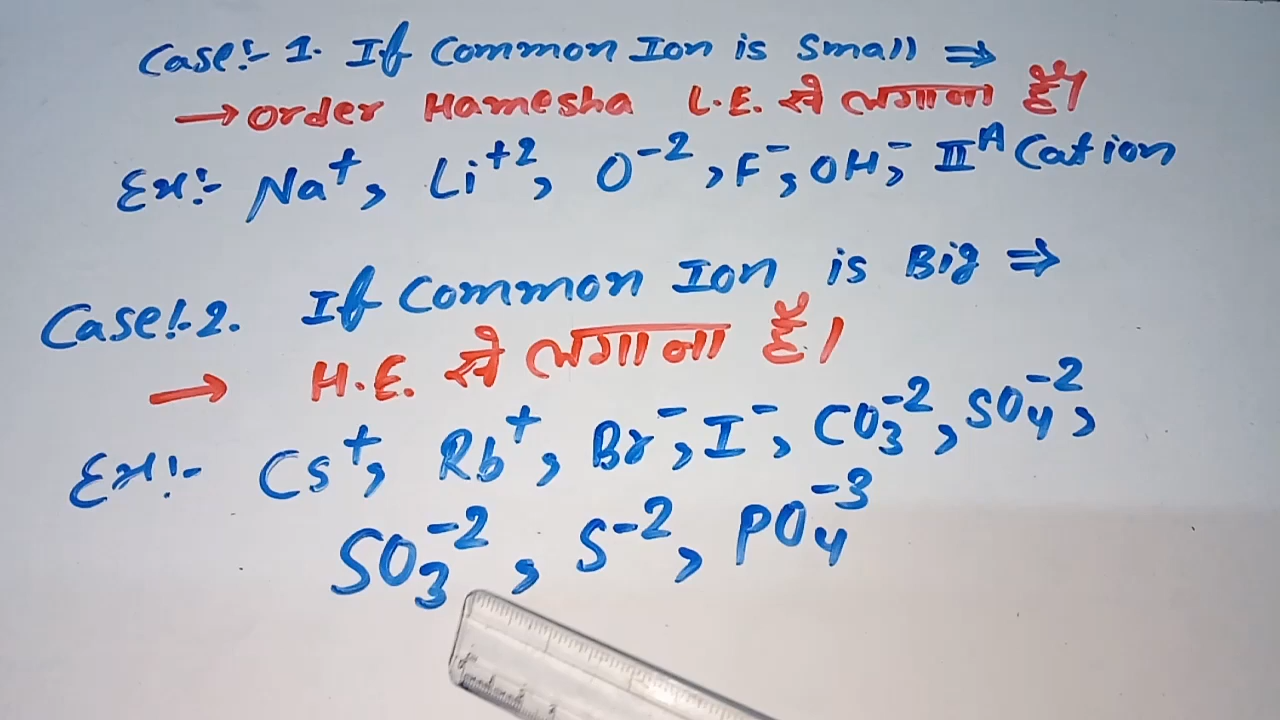 Case:- 1. If Common Ion is Small ⇒
→ order Hamesha L.E. से लगाना है।
Ex:- Na⁺, Li⁺², O⁻², F⁻, OH⁻, IIᴬ Cation
Case:-2. If Common Ion is Big ⇒
→ H.E. से लगाना है।
Ex:- Cs⁺, Rb⁺, Br⁻, I⁻, CO₃⁻², SO₄⁻²,
SO₃⁻², S⁻², PO₄⁻³